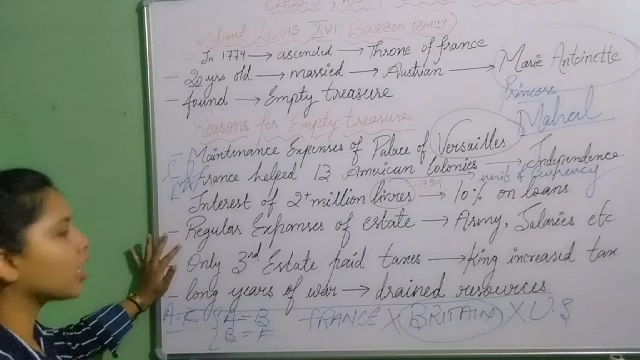 About LOUIS XVI (BOURBON FAMILY)
In 1774 → ascended → Throne of france
— 20 yrs old → married → Austrian → Marie Antoinette
Princess
— found → Empty treasure
Mahal
Reasons for Empty treasure
— Maintenance Expenses of Palace of Versailles
— france helped 13 American Colonies → Independence
Interest of 2+ million livres → 10% on loans
1794 → unit of currency
— Regular Expanses of estate → Army, Salaries etc
Only 3rd Estate paid taxes → King increased tax
— long years of war → drained resources
A=F { A = B
B = F
FRANCE X BRITAIN X U.S